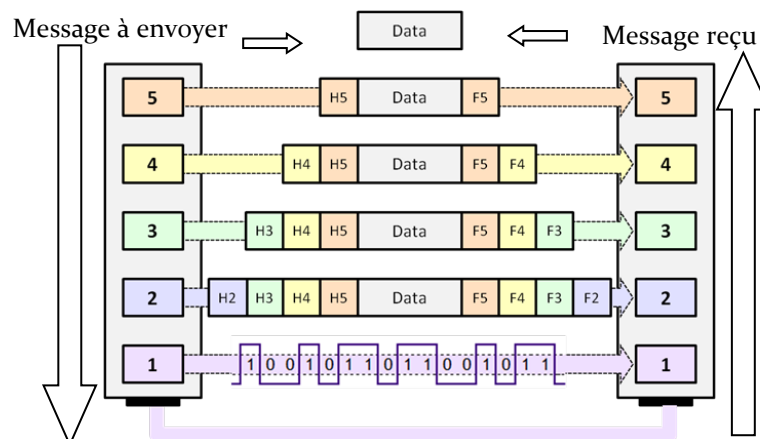 Message à envoyer
Data
Message reçu
5 H5 Data F5 5
4 H4 H5 Data F5 F4 4
3 H3 H4 H5 Data F5 F4 F3 3
2 H2 H3 H4 H5 Data F5 F4 F3 F2 2
1 1 0 0 1 0 1 1 0 1 1 0 0 1 0 1 1 1